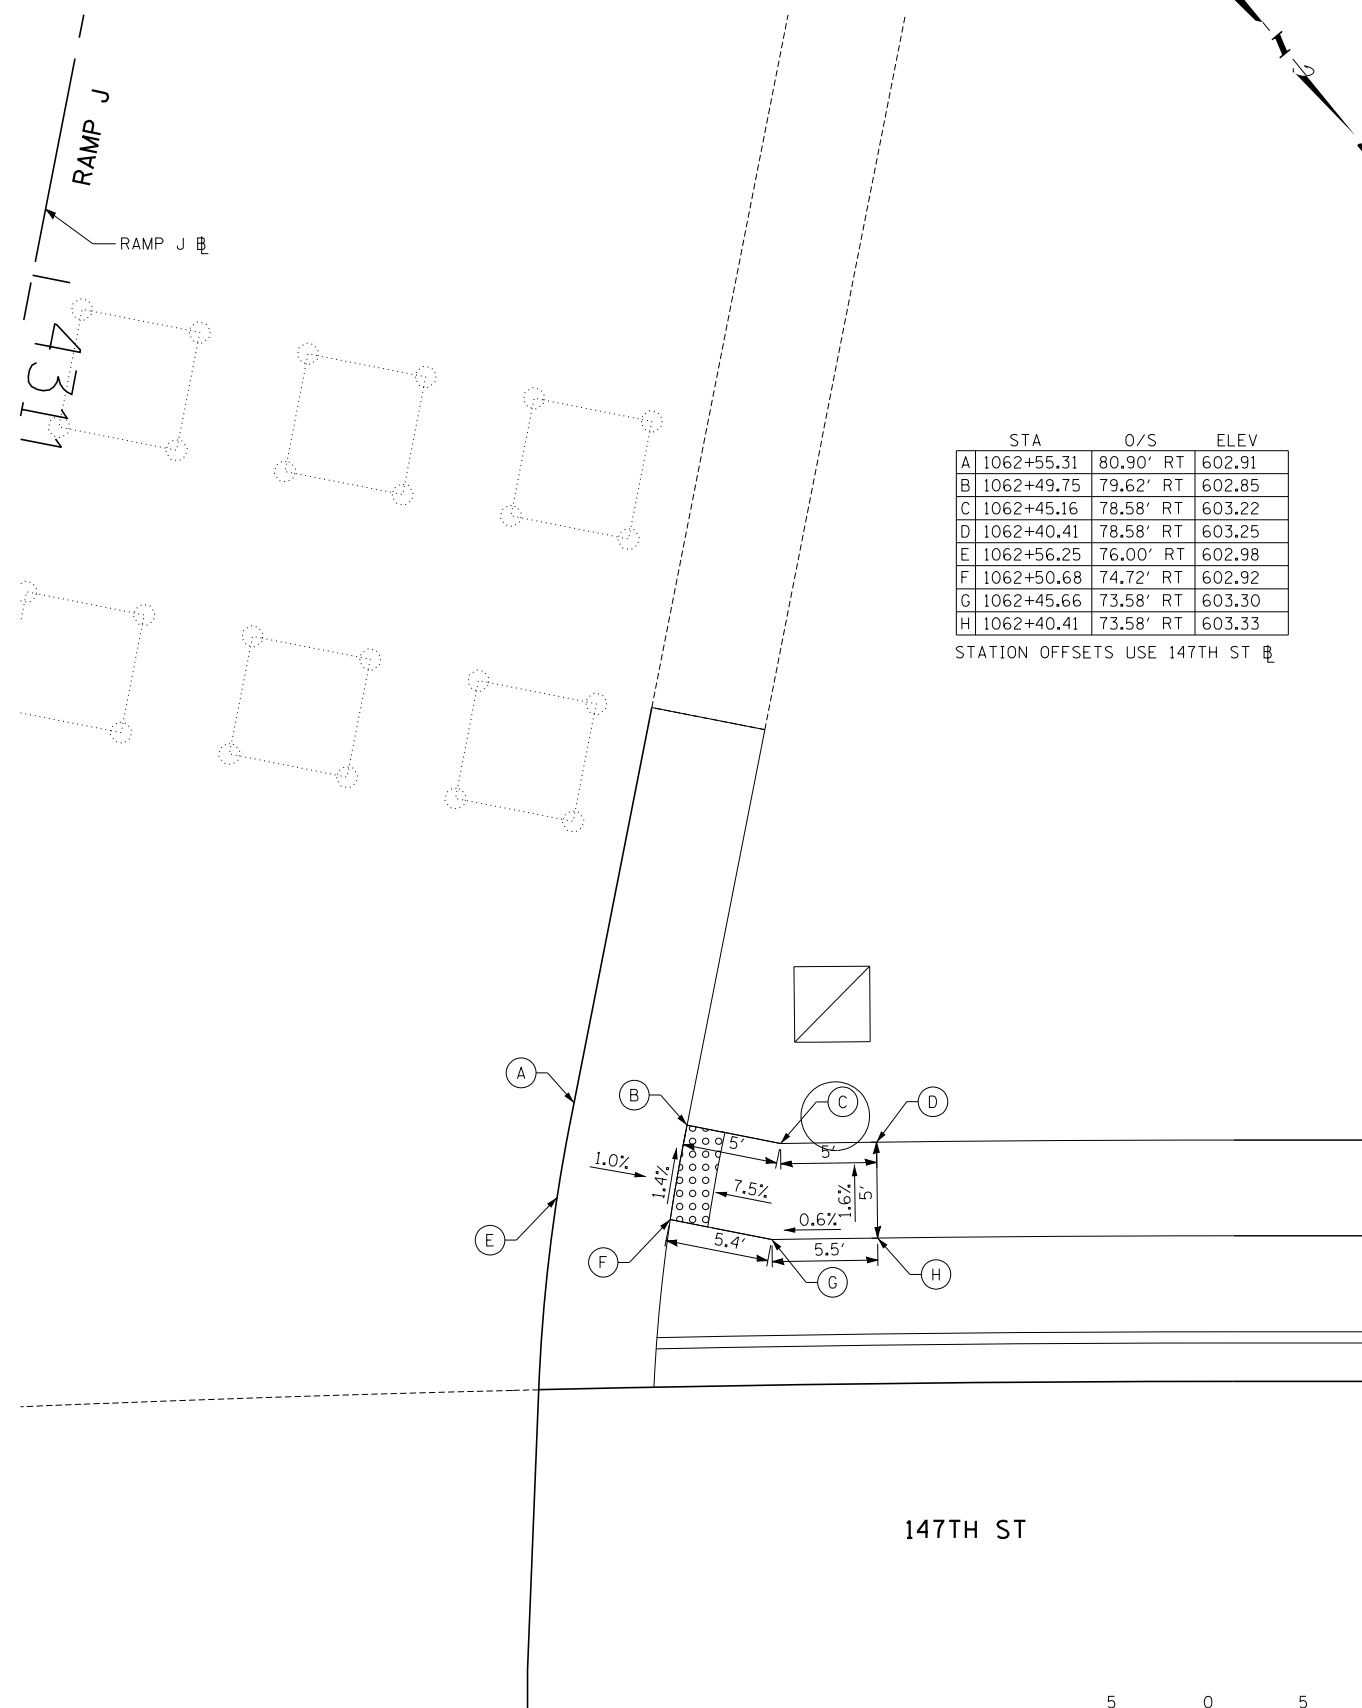 RAMP J
RAMP J ⅊
L 4311
STA O/S ELEV
A 1062+55.31 80.90' RT 602.91
B 1062+49.75 79.62' RT 602.85
C 1062+45.16 78.58' RT 603.22
D 1062+40.41 78.58' RT 603.25
E 1062+56.25 76.00' RT 602.98
F 1062+50.68 74.72' RT 602.92
G 1062+45.66 73.58' RT 603.30
H 1062+40.41 73.58' RT 603.33
STATION OFFSETS USE 147TH ST ⅊
A
B
C
D
5'
5'
1.0%
1.4%
7.5%
1.6%
5'
0.6%
E
F
5.4'
5.5'
G
H
147TH ST
5 0 5